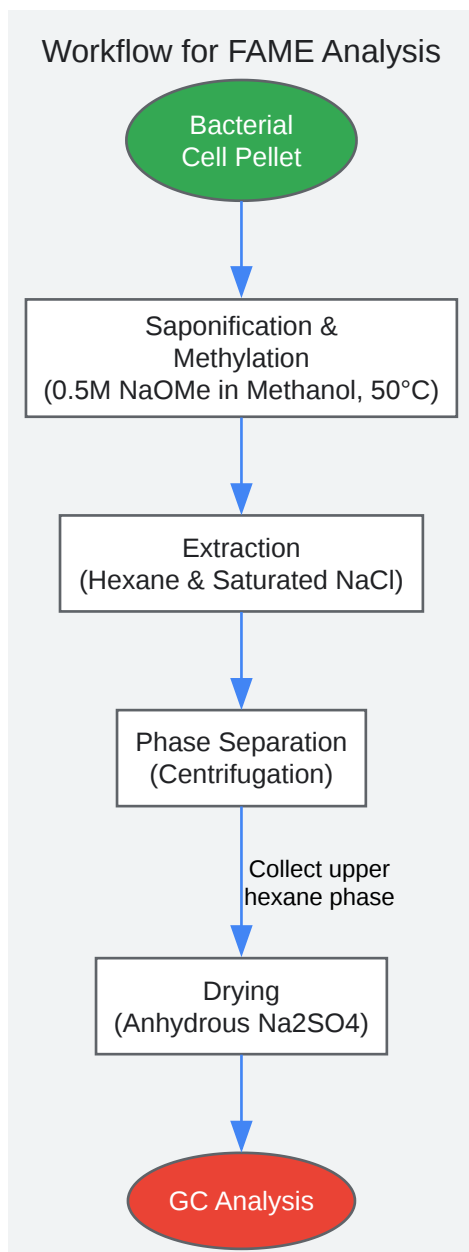 Workflow for FAME Analysis
Bacterial
Cell Pellet
Saponification &
Methylation
(0.5M NaOMe in Methanol, 50°C)
Extraction
(Hexane & Saturated NaCl)
Phase Separation
(Centrifugation)
Collect upper
hexane phase
Drying
(Anhydrous Na2SO4)
GC Analysis